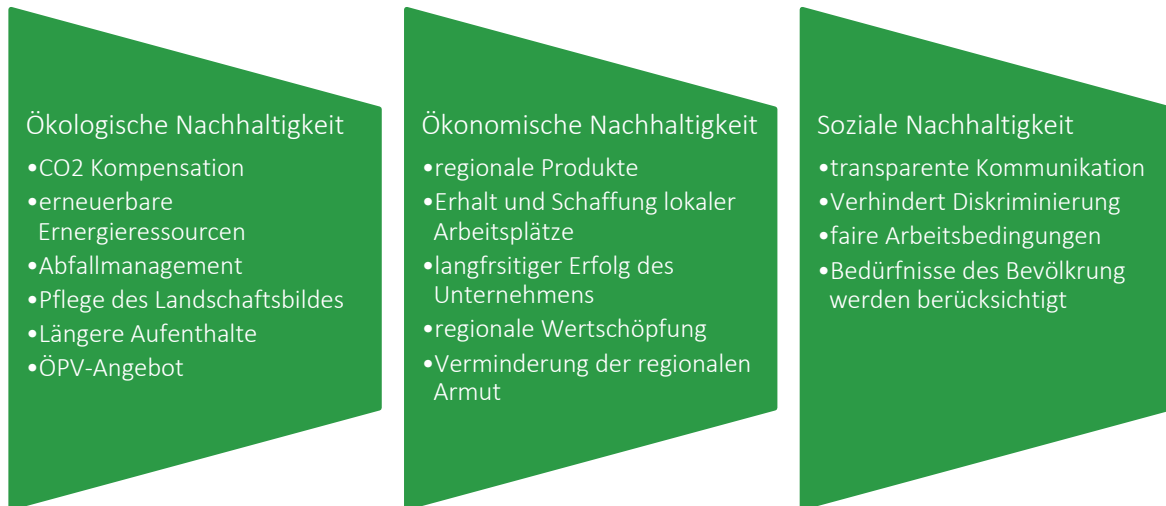 Ökologische Nachhaltigkeit
•CO2 Kompensation
•erneuerbare
Ernergieressourcen
•Abfallmanagement
•Pflege des Landschaftsbildes
•Längere Aufenthalte
•ÖPV-Angebot
Ökonomische Nachhaltigkeit
•regionale Produkte
•Erhalt und Schaffung lokaler
Arbeitsplätze
•langfrsitiger Erfolg des
Unternehmens
•regionale Wertschöpfung
•Verminderung der regionalen
Armut
Soziale Nachhaltigkeit
•transparente Kommunikation
•Verhindert Diskriminierung
•faire Arbeitsbedingungen
•Bedürfnisse des Bevölkrung
werden berücksichtigt